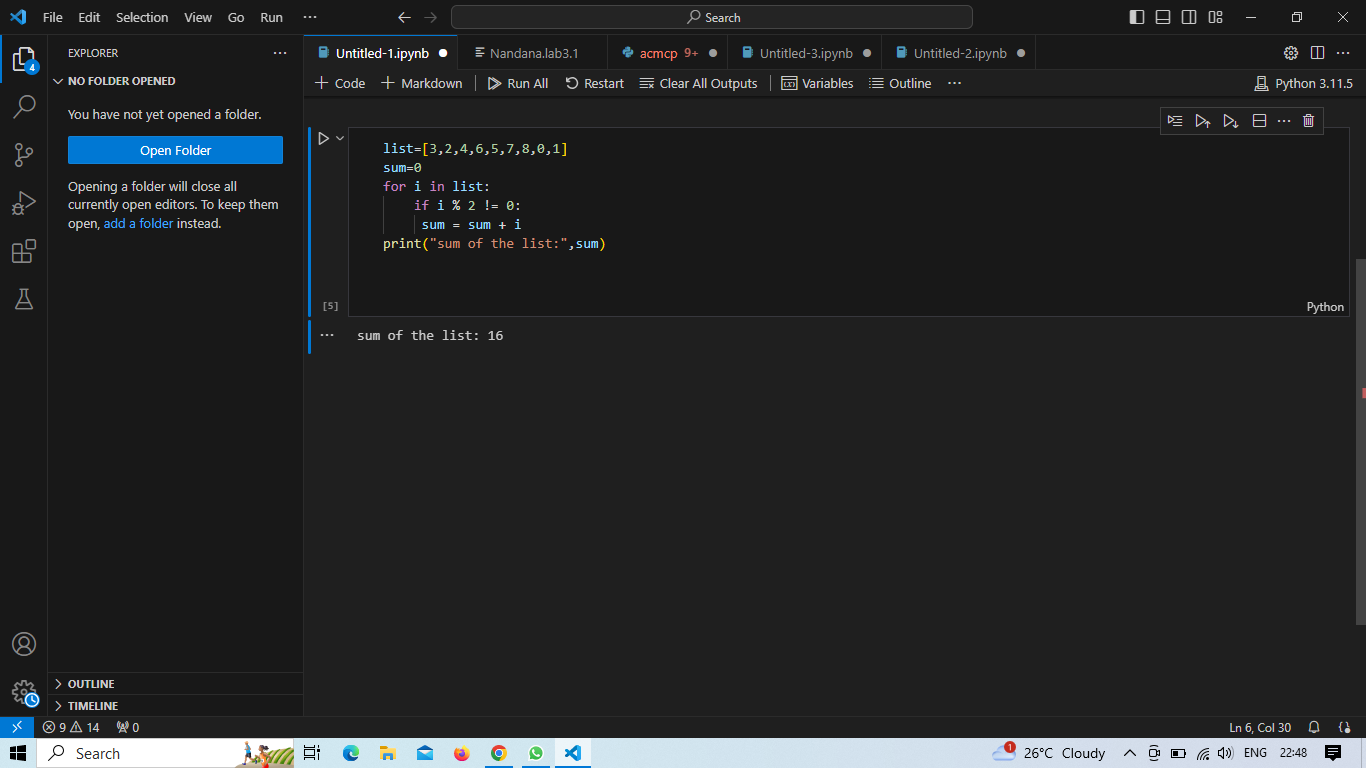 File Edit Selection View Go Run ···
Search
EXPLORER ···
Untitled-1.ipynb
Nandana.lab3.1
acmcp 9+
Untitled-3.ipynb
Untitled-2.ipynb
···
NO FOLDER OPENED
+ Code + Markdown Run All Restart Clear All Outputs Variables Outline ···
Python 3.11.5
4
You have not yet opened a folder.
Open Folder
Opening a folder will close all
currently open editors. To keep them
open, add a folder instead.
···
list=[3,2,4,6,5,7,8,0,1]
sum=0
for i in list:
if i % 2 != 0:
sum = sum + i
print("sum of the list:",sum)
[5]
Python
··· sum of the list: 16
OUTLINE
TIMELINE
9 14 0
Ln 6, Col 30
Search
1
26°C Cloudy
ENG
22:48